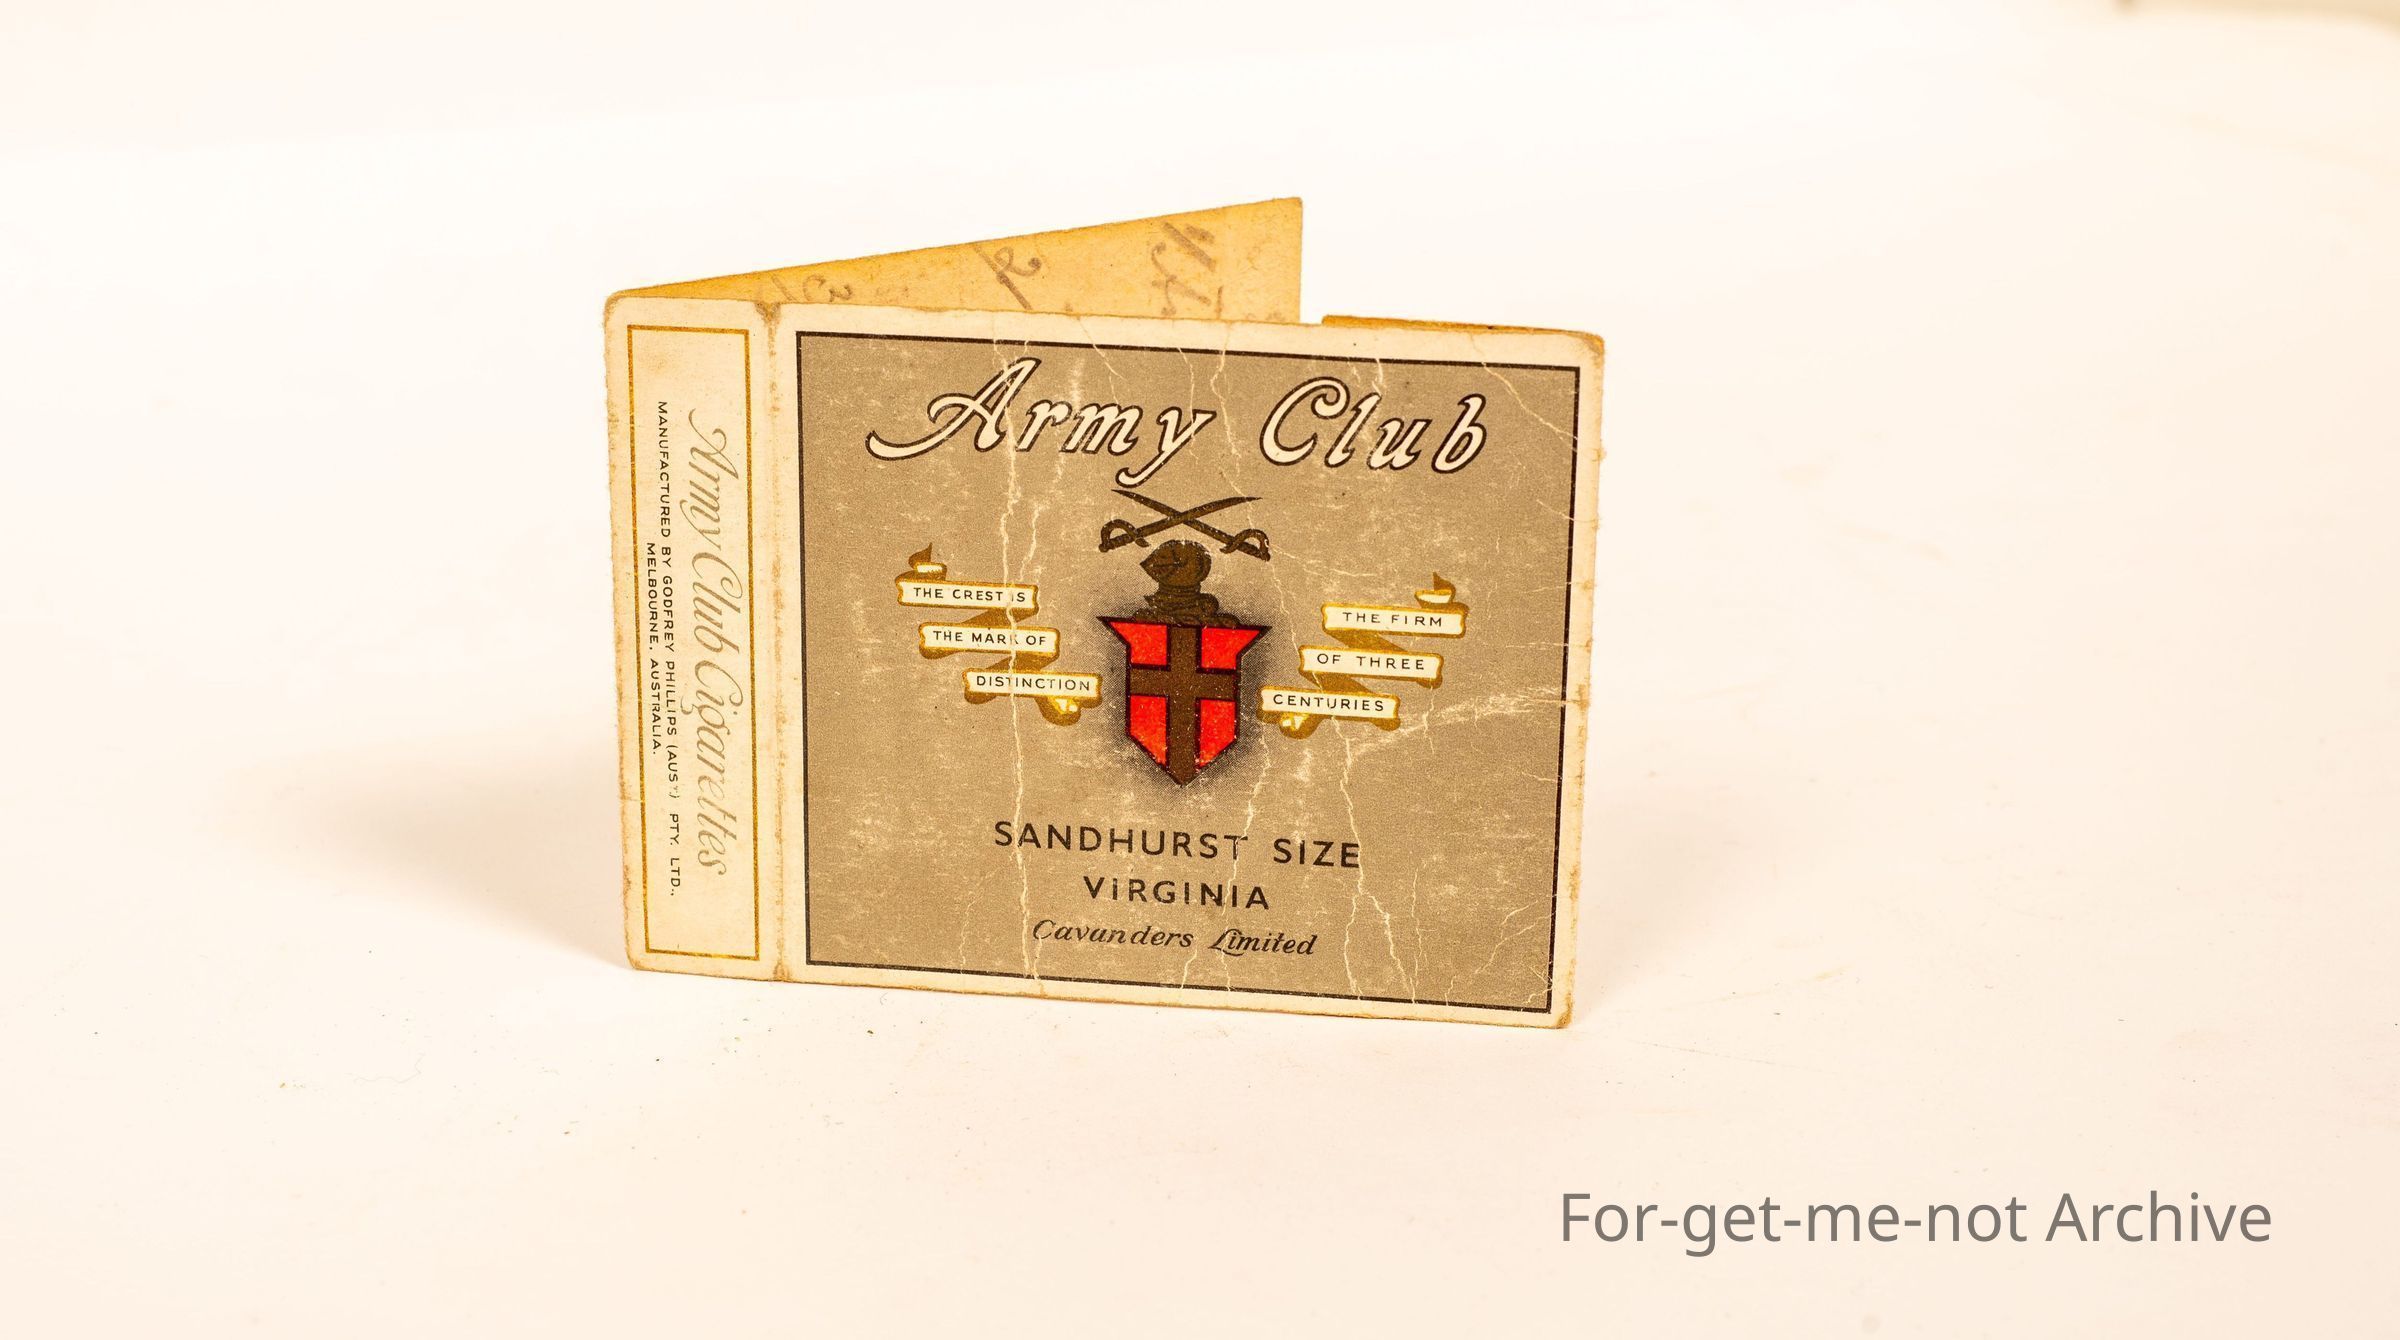 Army Club
THE CREST IS
THE MARK OF
DISTINCTION
THE FIRM
OF THREE
CENTURIES
SANDHURST SIZE
VIRGINIA
Cavanders Limited
Army Club Cigarettes
MANUFACTURED BY GODFREY PHILLIPS (AUST.) PTY. LTD.,
MELBOURNE, AUSTRALIA.
For-get-me-not Archive